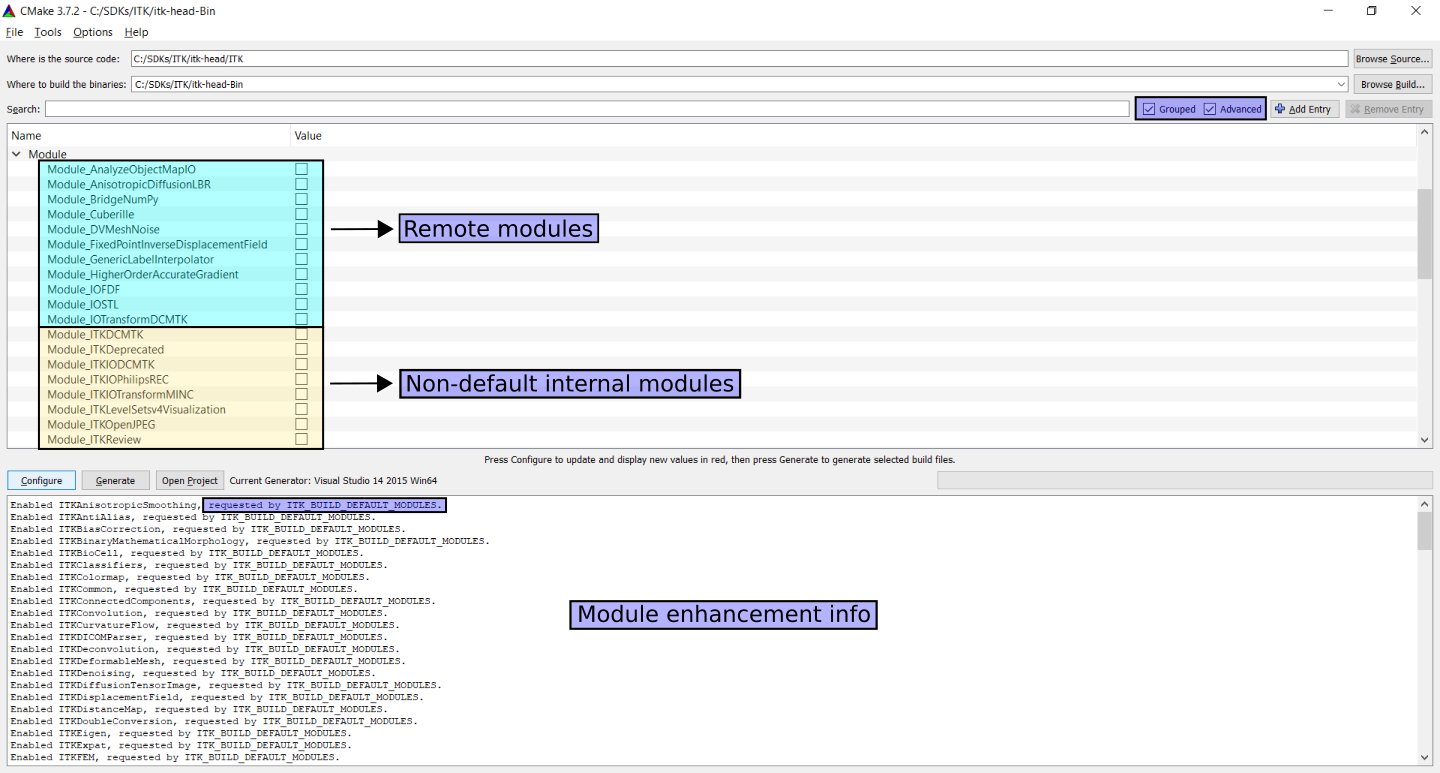 CMake 3.7.2 - C:/SDKs/ITK/itk-head-Bin
File Tools Options Help
Where is the source code: C:/SDKs/ITK/itk-head/ITK Browse Source...
Where to build the binaries: C:/SDKs/ITK/itk-head-Bin Browse Build...
Search: Grouped Advanced Add Entry Remove Entry
Name Value
Module
Module_AnalyzeObjectMapIO
Module_AnisotropicDiffusionLBR
Module_BridgeNumPy
Module_Cuberille
Module_DVMeshNoise
Module_FixedPointInverseDisplacementField
Module_GenericLabelInterpolator
Module_HigherOrderAccurateGradient
Module_IOFDF
Module_IOSTL
Module_IOTransformDCMTK
Remote modules
Module_ITKDCMTK
Module_ITKDeprecated
Module_ITKIODCMTK
Module_ITKIOPhilipsREC
Module_ITKIOTransformMINC
Module_ITKLevelSetsv4Visualization
Module_ITKOpenJPEG
Module_ITKReview
Non-default internal modules
Press Configure to update and display new values in red, then press Generate to generate selected build files.
Configure Generate Open Project Current Generator: Visual Studio 14 2015 Win64
Enabled ITKAnisotropicSmoothing, requested by ITK_BUILD_DEFAULT_MODULES.
Enabled ITKAntiAlias, requested by ITK_BUILD_DEFAULT_MODULES.
Enabled ITKBiasCorrection, requested by ITK_BUILD_DEFAULT_MODULES.
Enabled ITKBinaryMathematicalMorphology, requested by ITK_BUILD_DEFAULT_MODULES.
Enabled ITKBioCell, requested by ITK_BUILD_DEFAULT_MODULES.
Enabled ITKClassifiers, requested by ITK_BUILD_DEFAULT_MODULES.
Enabled ITKColormap, requested by ITK_BUILD_DEFAULT_MODULES.
Enabled ITKCommon, requested by ITK_BUILD_DEFAULT_MODULES.
Enabled ITKConnectedComponents, requested by ITK_BUILD_DEFAULT_MODULES.
Enabled ITKConvolution, requested by ITK_BUILD_DEFAULT_MODULES.
Enabled ITKCurvatureFlow, requested by ITK_BUILD_DEFAULT_MODULES.
Enabled ITKDICOMParser, requested by ITK_BUILD_DEFAULT_MODULES.
Enabled ITKDeconvolution, requested by ITK_BUILD_DEFAULT_MODULES.
Enabled ITKDeformableMesh, requested by ITK_BUILD_DEFAULT_MODULES.
Enabled ITKDenoising, requested by ITK_BUILD_DEFAULT_MODULES.
Enabled ITKDiffusionTensorImage, requested by ITK_BUILD_DEFAULT_MODULES.
Enabled ITKDisplacementField, requested by ITK_BUILD_DEFAULT_MODULES.
Enabled ITKDistanceMap, requested by ITK_BUILD_DEFAULT_MODULES.
Enabled ITKDoubleConversion, requested by ITK_BUILD_DEFAULT_MODULES.
Enabled ITKEigen, requested by ITK_BUILD_DEFAULT_MODULES.
Enabled ITKExpat, requested by ITK_BUILD_DEFAULT_MODULES.
Enabled ITKFEM, requested by ITK_BUILD_DEFAULT_MODULES.
Module enhancement info